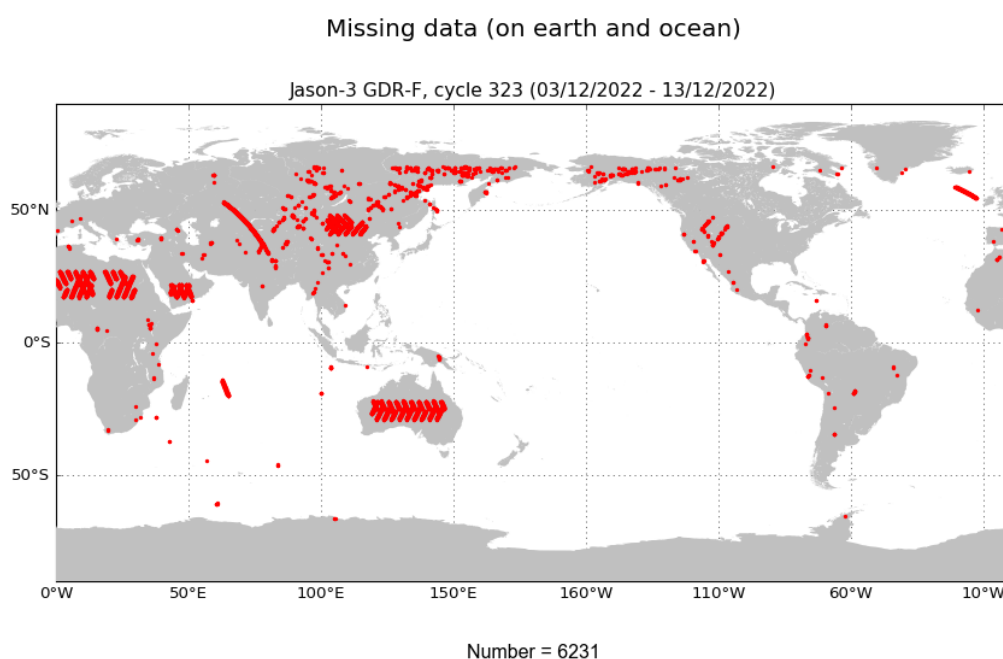 Missing data (on earth and ocean)
Jason-3 GDR-F, cycle 323 (03/12/2022 - 13/12/2022)
50°N
0°S
50°S
0°W 50°E 100°E 150°E 160°W 110°W 60°W 10°W
Number = 6231